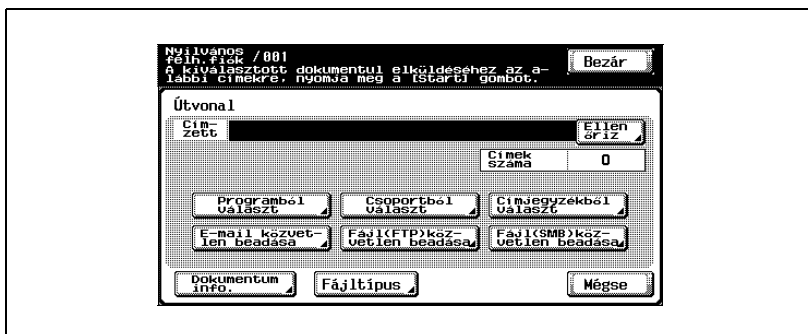 Nyilvános
felh.fiók /001
A kiválasztott dokumentul elküldéséhez az a-
lábbi címekre, nyomja meg a [Start] gombot.
Bezár
Útvonal
Cím-
zett
Ellen
őriz
Címek
száma
0
Programból
választ
Csoportból
választ
Címjegyzékből
választ
E-mail közvet-
len beadása
Fájl(FTP)köz-
vetlen beadása
Fájl(SMB)köz-
vetlen beadása
Dokumentum
info.
Fájltípus
Mégse